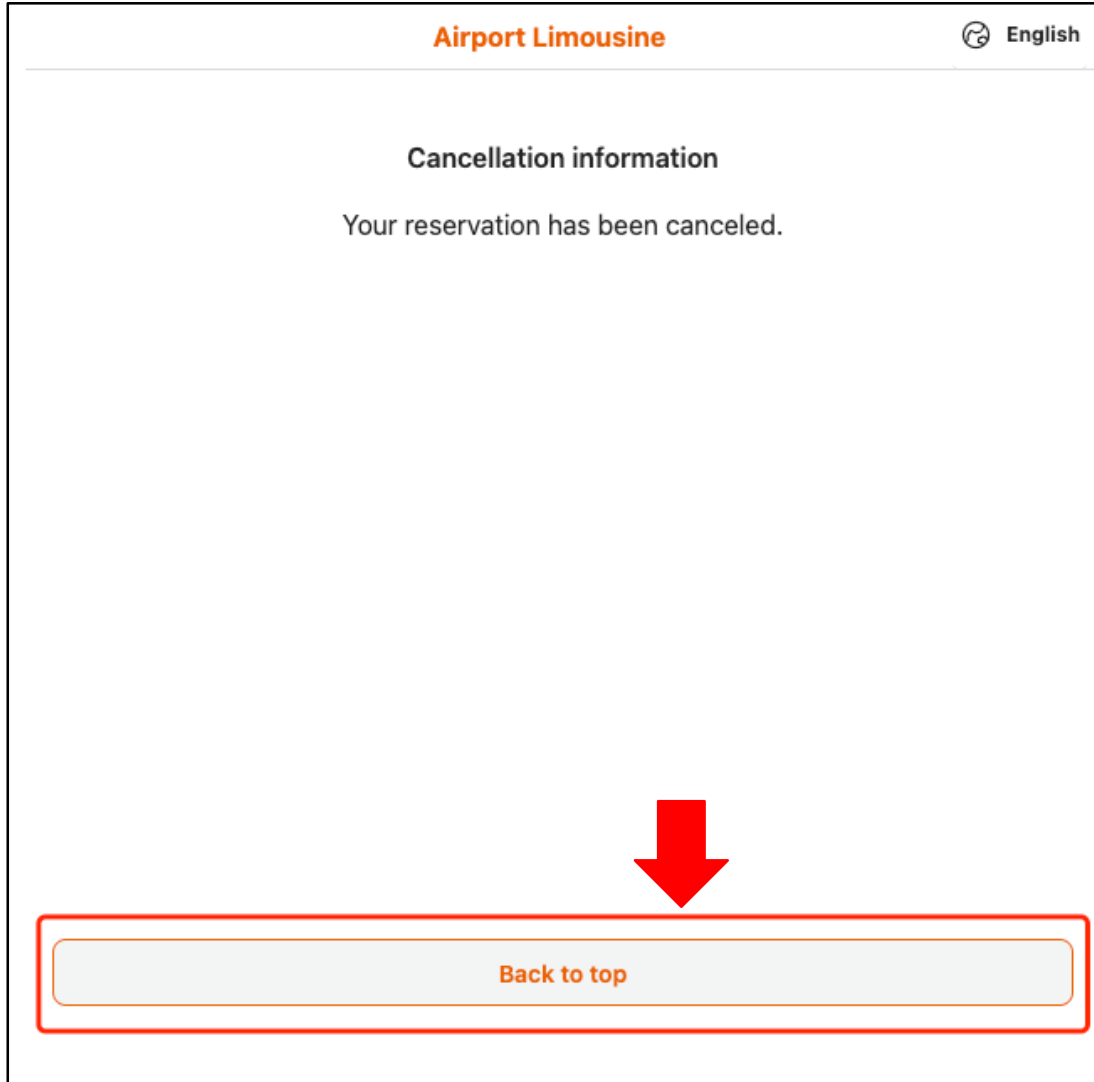 Airport Limousine
English
Cancellation information
Your reservation has been canceled.
Back to top